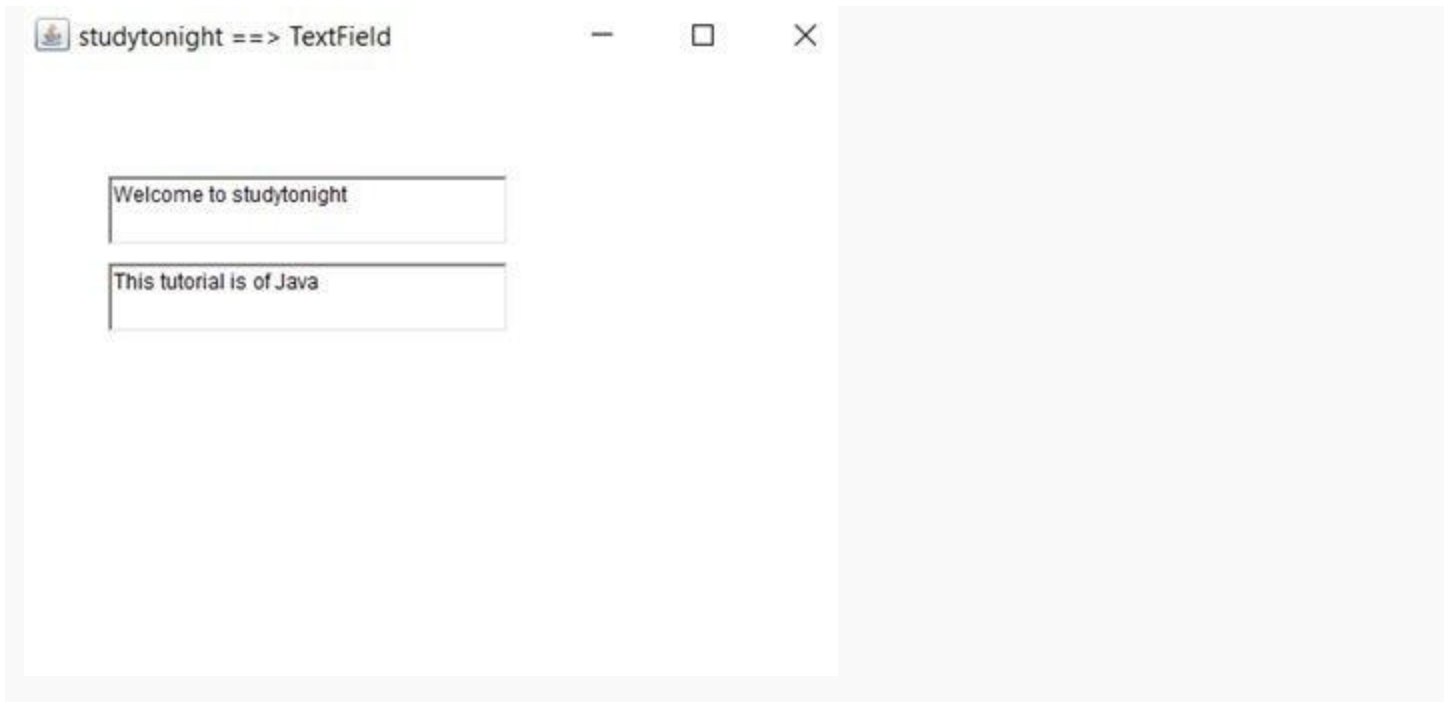 studytonight ==> TextField
Welcome to studytonight
This tutorial is of Java